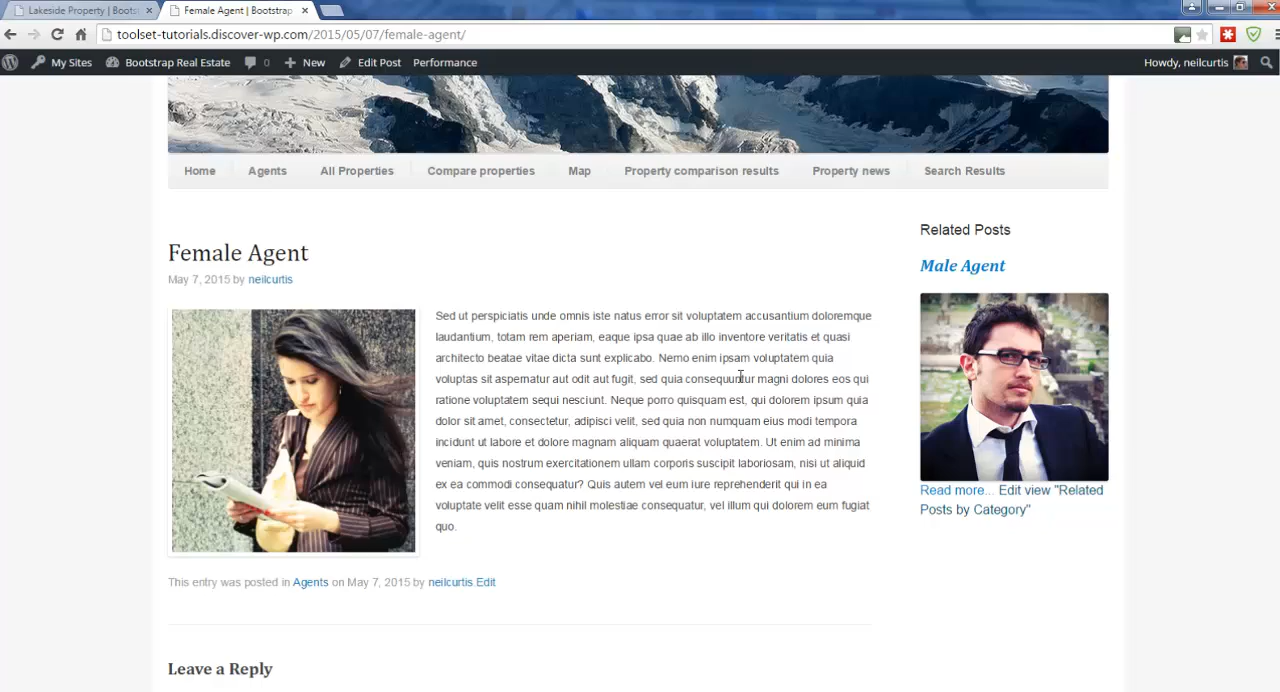 Lakeside Property | Boots
Female Agent | Bootstrap
toolset-tutorials.discover-wp.com/2015/05/07/female-agent/
My Sites Bootstrap Real Estate 0 New Edit Post Performance Howdy, neilcurtis
Home Agents All Properties Compare properties Map Property comparison results Property news Search Results
Female Agent
May 7, 2015 by neilcurtis
Sed ut perspiciatis unde omnis iste natus error sit voluptatem accusantium doloremque
laudantium, totam rem aperiam, eaque ipsa quae ab illo inventore veritatis et quasi
architecto beatae vitae dicta sunt explicabo. Nemo enim ipsam voluptatem quia
voluptas sit aspernatur aut odit aut fugit, sed quia consequuntur magni dolores eos qui
ratione voluptatem sequi nesciunt. Neque porro quisquam est, qui dolorem ipsum quia
dolor sit amet, consectetur, adipisci velit, sed quia non numquam eius modi tempora
incidunt ut labore et dolore magnam aliquam quaerat voluptatem. Ut enim ad minima
veniam, quis nostrum exercitationem ullam corporis suscipit laboriosam, nisi ut aliquid
ex ea commodi consequatur? Quis autem vel eum iure reprehenderit qui in ea
voluptate velit esse quam nihil molestiae consequatur, vel illum qui dolorem eum fugiat
quo.
This entry was posted in Agents on May 7, 2015 by neilcurtis Edit
Leave a Reply
Related Posts
Male Agent
Read more... Edit view "Related
Posts by Category"